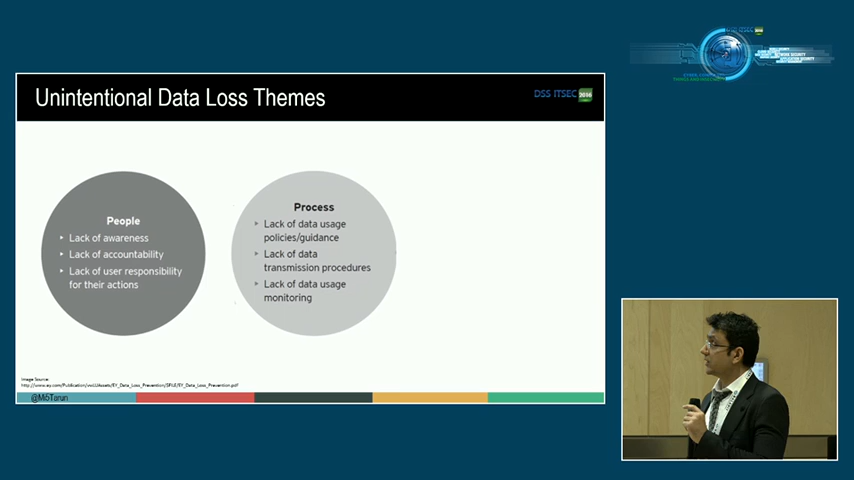 Unintentional Data Loss Themes
DSS ITSEC 2016
People
Lack of awareness
Lack of accountability
Lack of user responsibility
for their actions
Process
Lack of data usage
policies/guidance
Lack of data
transmission procedures
Lack of data usage
monitoring
Image Source:
@Mi6Tarun